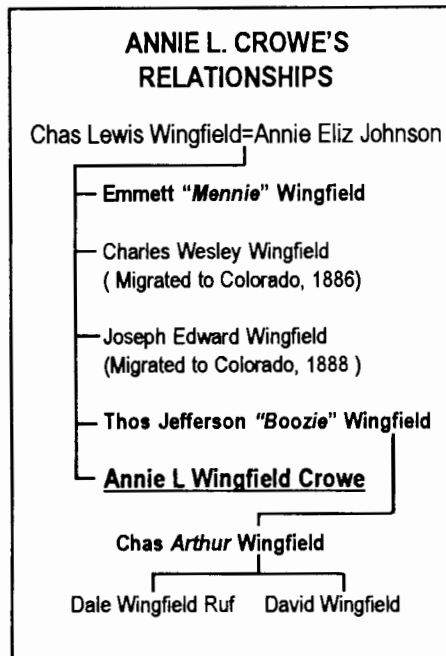 ANNIE L. CROWE'S
RELATIONSHIPS
Chas Lewis Wingfield=Annie Eliz Johnson
Emmett "Mennie" Wingfield
Charles Wesley Wingfield
( Migrated to Colorado, 1886)
Joseph Edward Wingfield
(Migrated to Colorado, 1888 )
Thos Jefferson "Boozie" Wingfield
Annie L Wingfield Crowe
Chas Arthur Wingfield
Dale Wingfield Ruf David Wingfield